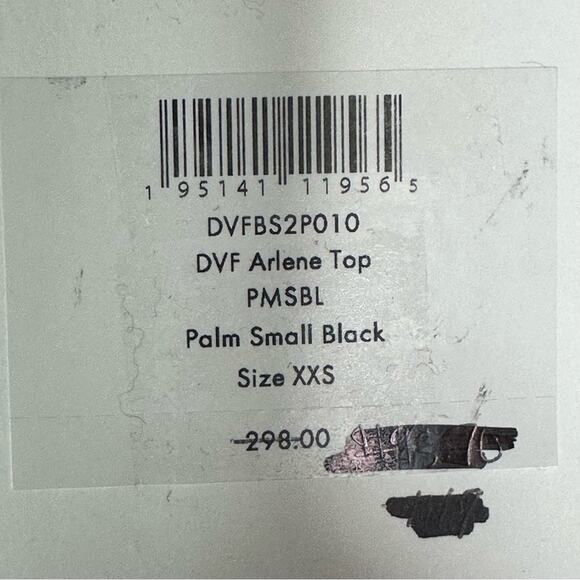 1 95141 11956 5
DVFBS2P010
DVF Arlene Top
PMSBL
Palm Small Black
Size XXS
298.00